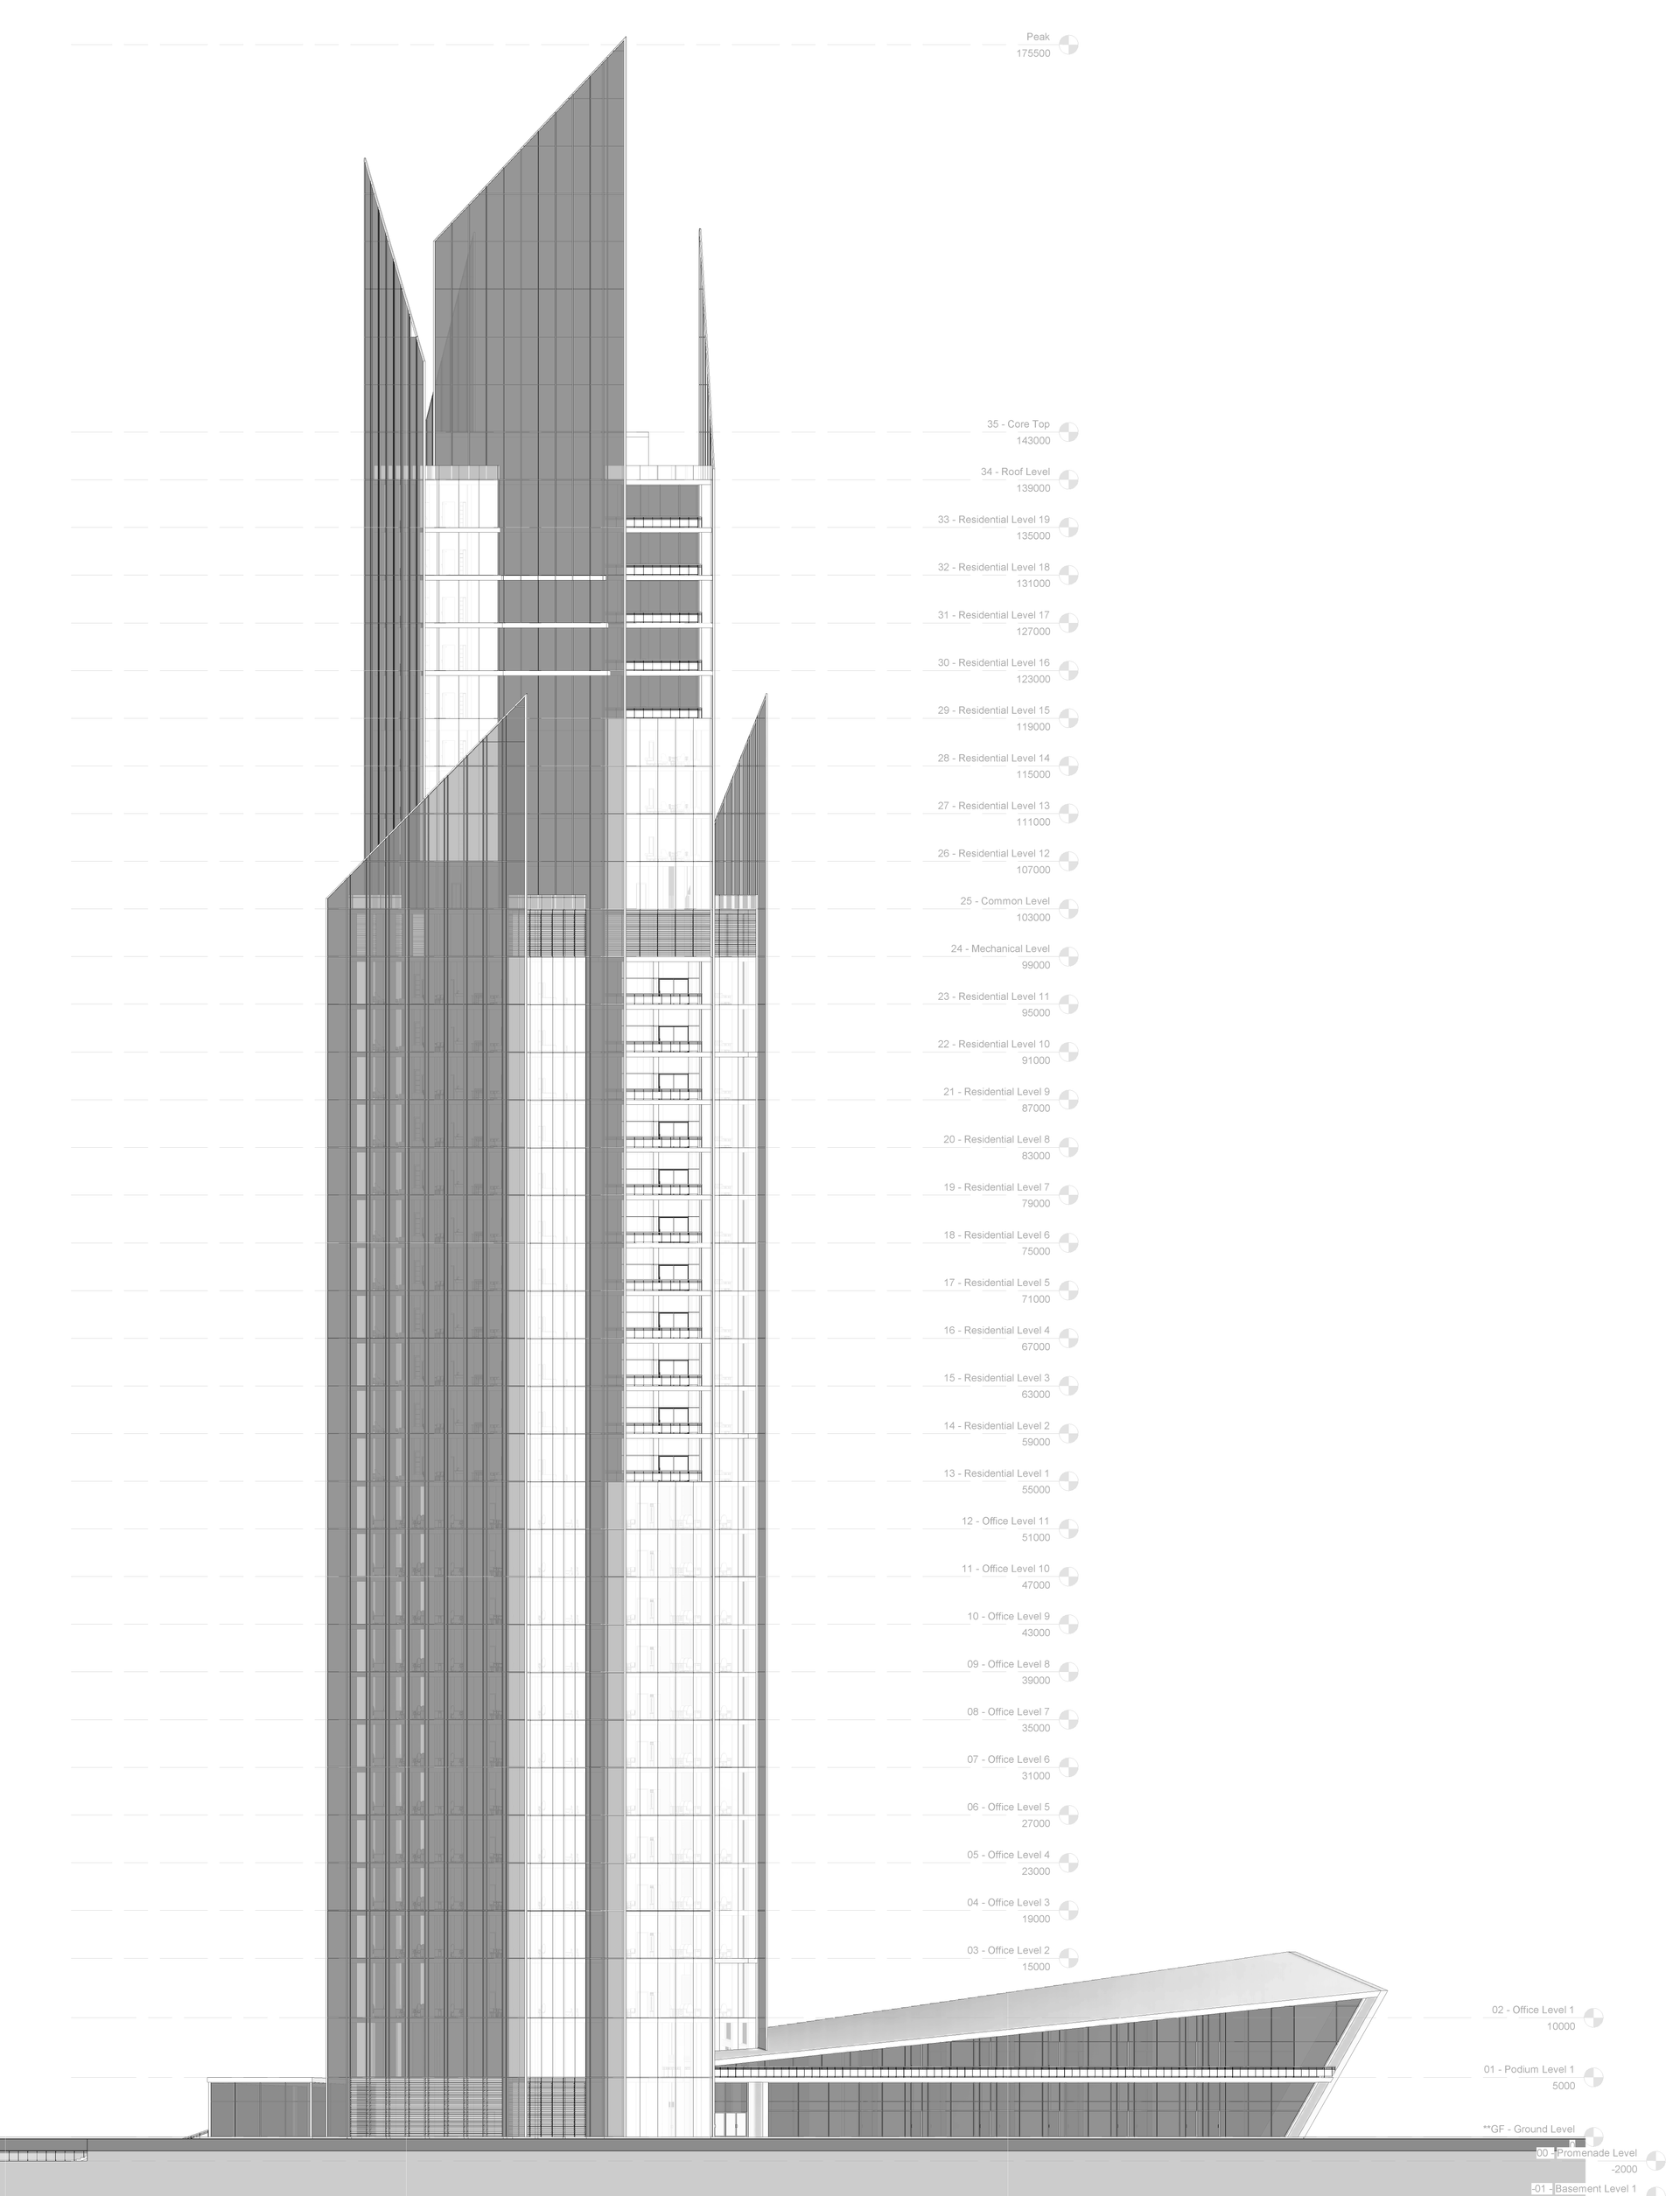 Peak
175500
35 - Core Top
143000
34 - Roof Level
139000
33 - Residential Level 19
135000
32 - Residential Level 18
131000
31 - Residential Level 17
127000
30 - Residential Level 16
123000
29 - Residential Level 15
119000
28 - Residential Level 14
115000
27 - Residential Level 13
111000
26 - Residential Level 12
107000
25 - Common Level
103000
24 - Mechanical Level
99000
23 - Residential Level 11
95000
22 - Residential Level 10
91000
21 - Residential Level 9
87000
20 - Residential Level 8
83000
19 - Residential Level 7
79000
18 - Residential Level 6
75000
17 - Residential Level 5
71000
16 - Residential Level 4
67000
15 - Residential Level 3
63000
14 - Residential Level 2
59000
13 - Residential Level 1
55000
12 - Office Level 11
51000
11 - Office Level 10
47000
10 - Office Level 9
43000
09 - Office Level 8
39000
08 - Office Level 7
35000
07 - Office Level 6
31000
06 - Office Level 5
27000
05 - Office Level 4
23000
04 - Office Level 3
19000
03 - Office Level 2
15000
02 - Office Level 1
10000
01 - Podium Level 1
5000
**GF - Ground Level
0
00 - Promenade Level
-2000
-01 - Basement Level 1